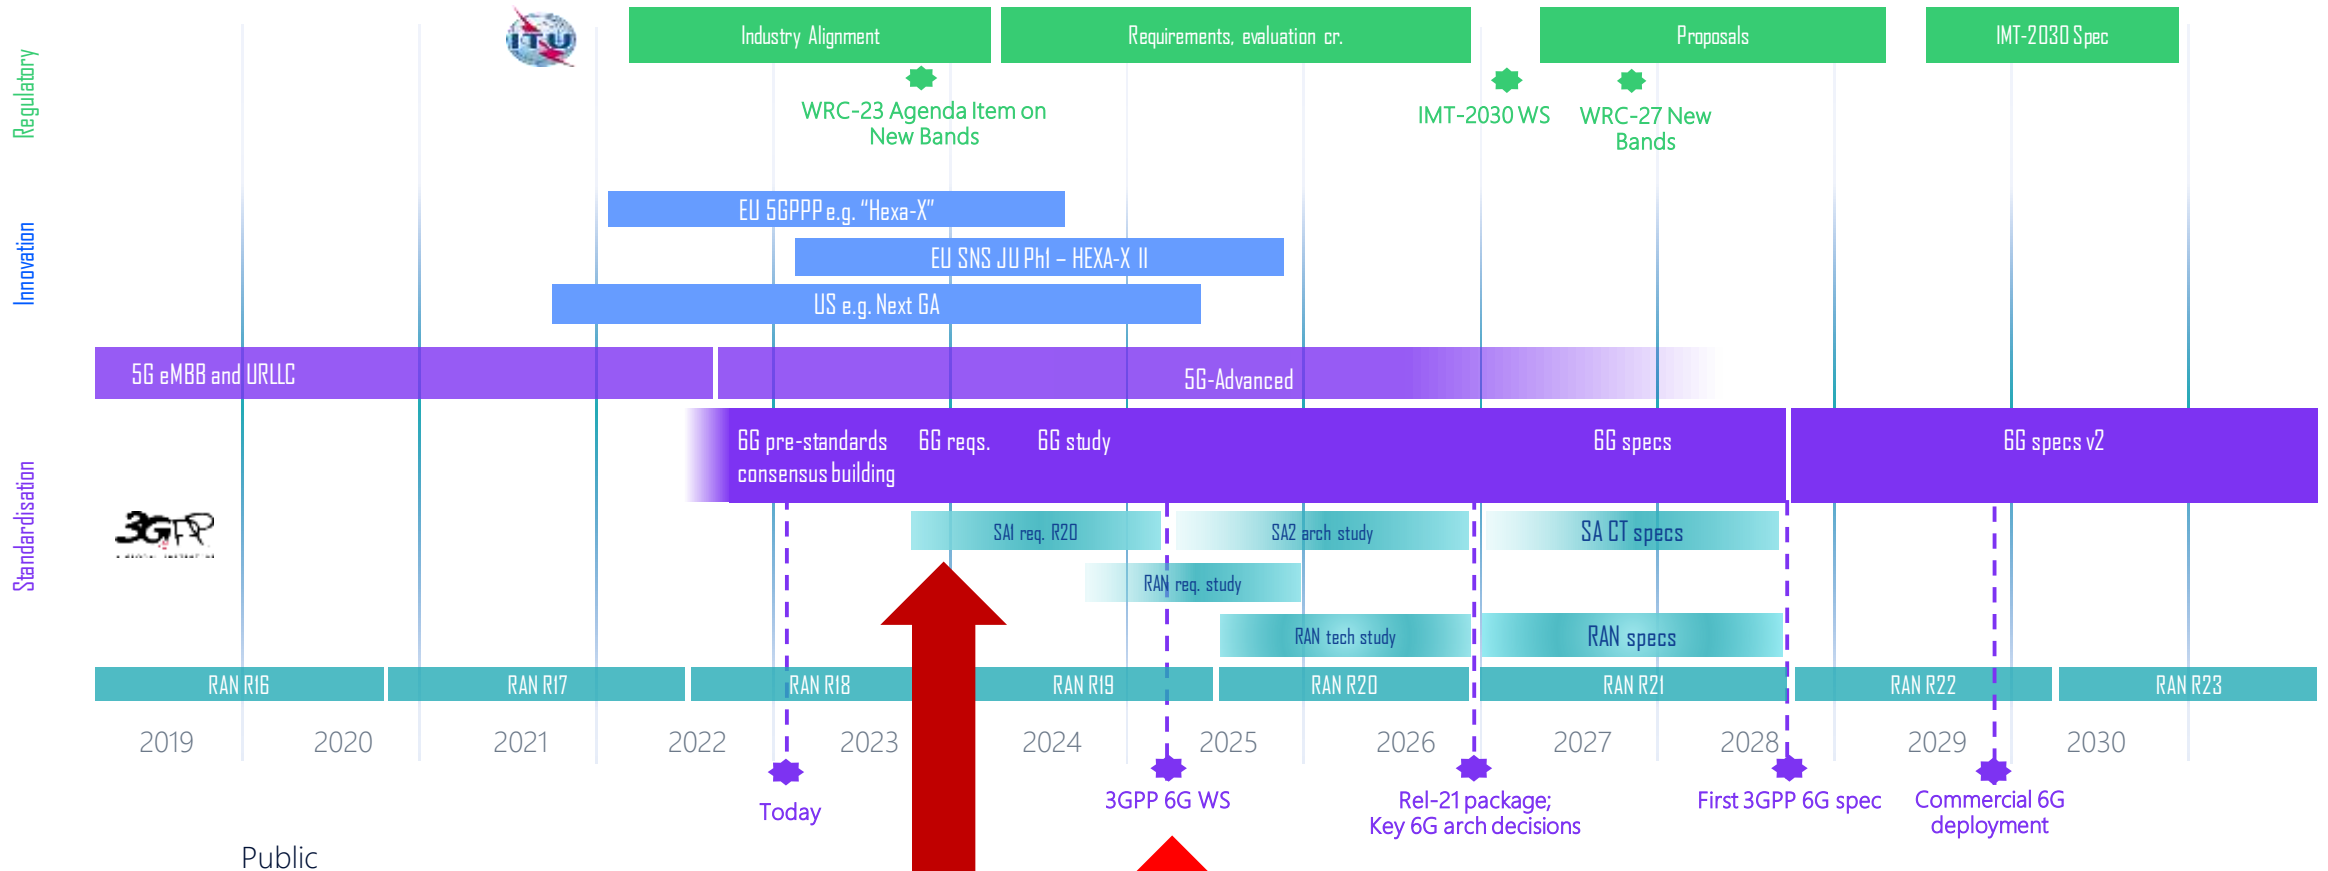 Regulatory
ITU
Industry Alignment
Requirements, evaluation cr.
Proposals
IMT-2030 Spec
WRC-23 Agenda Item on
New Bands
IMT-2030 WS
WRC-27 New
Bands
Innovation
EU 5GPPP e.g. “Hexa-X”
EU SNS JU Ph1 – HEXA-X II
US e.g. Next GA
Standardisation
5G eMBB and URLLC
5G-Advanced
6G pre-standards
consensus building
6G reqs.
6G study
6G specs
6G specs v2
3GPP
SA1 req. R20
SA2 arch study
SA CT specs
RAN req. study
RAN tech study
RAN specs
RAN R16
RAN R17
RAN R18
RAN R19
RAN R20
RAN R21
RAN R22
RAN R23
2019
2020
2021
2022
2023
2024
2025
2026
2027
2028
2029
2030
Today
3GPP 6G WS
Rel-21 package;
Key 6G arch decisions
First 3GPP 6G spec
Commercial 6G
deployment
Public